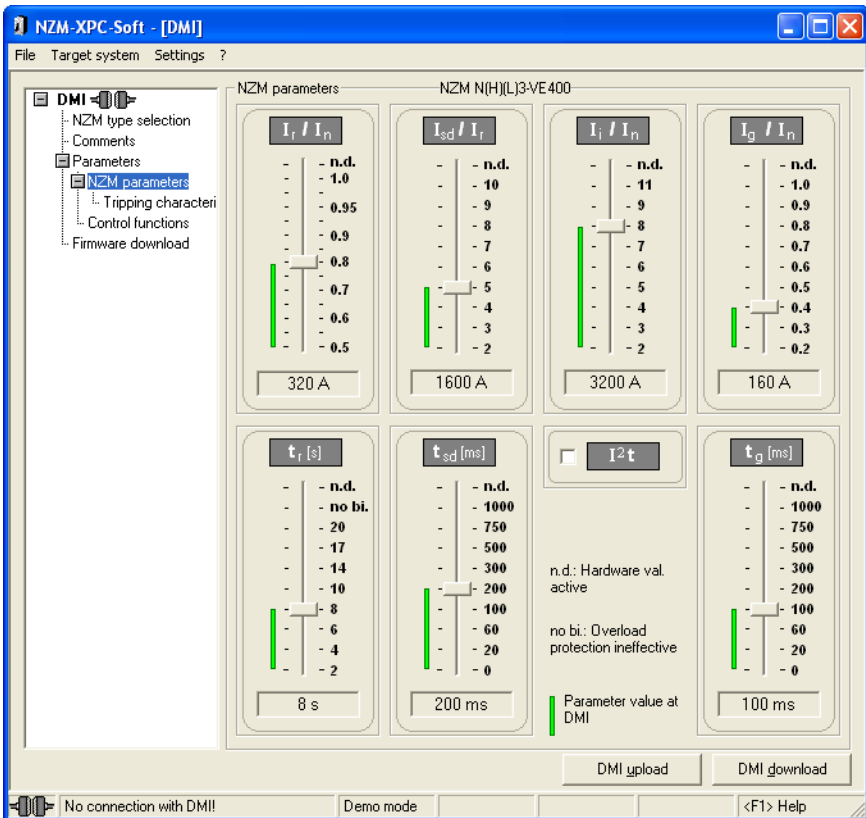 NZM-XPC-Soft - [DMI]
File Target system Settings ?
DMI
NZM type selection
Comments
Parameters
NZM parameters
Tripping characteri
Control functions
Firmware download
NZM parameters
NZM N(H)(L)3-VE400
Ir / In
n.d.
1.0
0.95
0.9
0.8
0.7
0.6
0.5
320 A
Isd / Ir
n.d.
10
9
8
7
6
5
4
3
2
1600 A
Ii / In
n.d.
11
9
8
7
6
5
4
3
2
3200 A
Ig / In
n.d.
1.0
0.9
0.8
0.7
0.6
0.5
0.4
0.3
0.2
160 A
tr [s]
n.d.
no bi.
20
17
14
10
8
6
4
2
8 s
tsd [ms]
n.d.
1000
750
500
300
200
100
60
20
0
200 ms
I²t
n.d.: Hardware val.
active
no bi.: Overload
protection ineffective
Parameter value at
DMI
tg [ms]
n.d.
1000
750
500
300
200
100
60
20
0
100 ms
DMI upload
DMI download
No connection with DMI!
Demo mode
<F1> Help